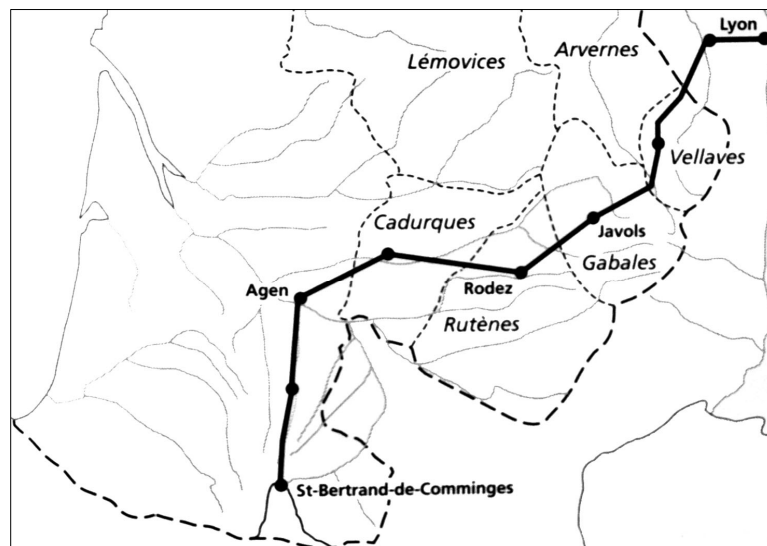 Lyon
Arvernes
Lémovices
Vellaves
Cadurques
Javols
Gabales
Agen
Rodez
Rutènes
St-Bertrand-de-Comminges